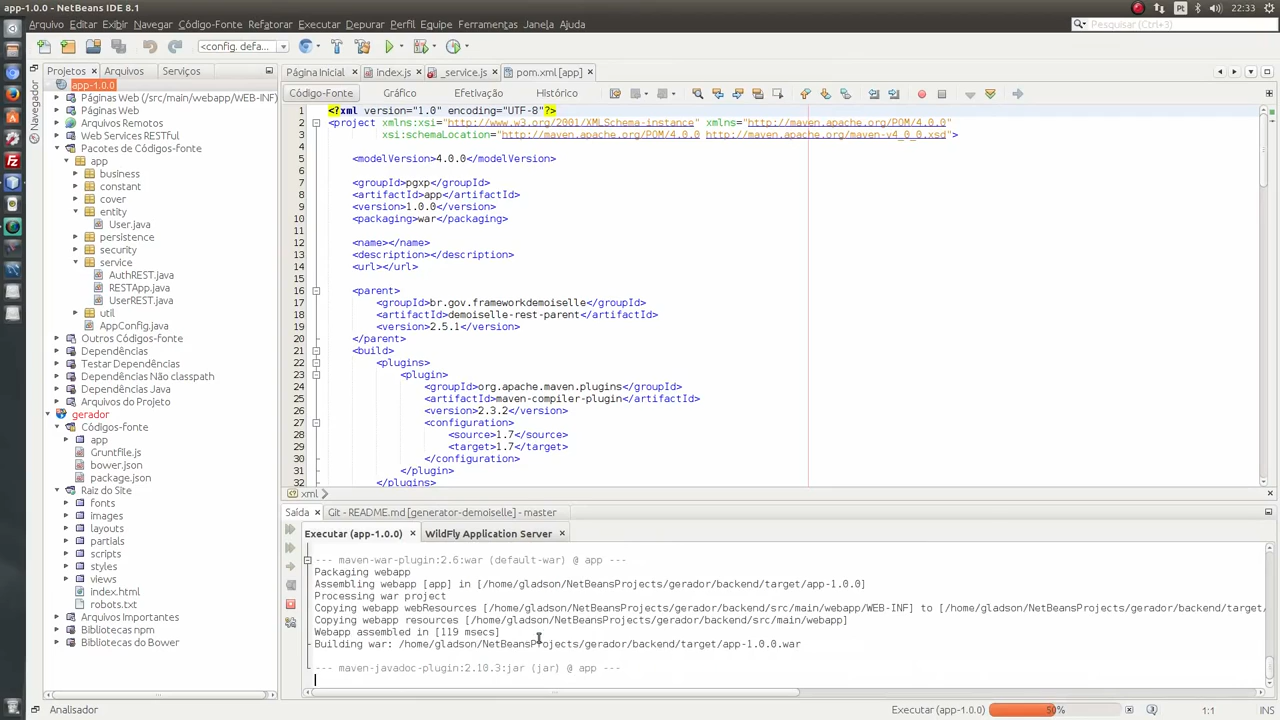 app-1.0.0 - NetBeans IDE 8.1
Pt
22:33
Arquivo Editar Exibir Navegar Código-Fonte Refatorar Executar Depurar Perfil Equipe Ferramentas Janela Ajuda
Pesquisar (Ctrl+3)
<config. defa...
Projetos
Arquivos
Serviços
Navegador
app-1.0.0
Páginas Web (/src/main/webapp/WEB-INF)
Páginas Web
Arquivos Remotos
Web Services RESTful
Pacotes de Códigos-fonte
app
business
constant
cover
entity
User.java
persistence
security
service
AuthREST.java
RESTApp.java
UserREST.java
util
AppConfig.java
Outros Códigos-fonte
Dependências
Testar Dependências
Dependências Não classpath
Dependências Java
Arquivos do Projeto
gerador
Códigos-fonte
app
Gruntfile.js
bower.json
package.json
Raiz do Site
fonts
images
layouts
partials
scripts
styles
views
index.html
robots.txt
Arquivos Importantes
Bibliotecas npm
Bibliotecas do Bower
Página Inicial
index.js
_service.js
pom.xml [app]
Código-Fonte
Gráfico
Efetivação
Histórico
1 <?xml version="1.0" encoding="UTF-8"?>
2 <project xmlns:xsi="http://www.w3.org/2001/XMLSchema-instance" xmlns="http://maven.apache.org/POM/4.0.0"
3 xsi:schemaLocation="http://maven.apache.org/POM/4.0.0 http://maven.apache.org/maven-v4_0_0.xsd">
4
5 <modelVersion>4.0.0</modelVersion>
6
7 <groupId>pgxp</groupId>
8 <artifactId>app</artifactId>
9 <version>1.0.0</version>
10 <packaging>war</packaging>
11
12 <name></name>
13 <description></description>
14 <url></url>
15
16 <parent>
17 <groupId>br.gov.frameworkdemoiselle</groupId>
18 <artifactId>demoiselle-rest-parent</artifactId>
19 <version>2.5.1</version>
20 </parent>
21 <build>
22 <plugins>
23 <plugin>
24 <groupId>org.apache.maven.plugins</groupId>
25 <artifactId>maven-compiler-plugin</artifactId>
26 <version>2.3.2</version>
27 <configuration>
28 <source>1.7</source>
29 <target>1.7</target>
30 </configuration>
31 </plugin>
32 </plugins>
xml
Saída
Git - README.md [generator-demoiselle] - master
Executar (app-1.0.0)
WildFly Application Server
--- maven-war-plugin:2.6:war (default-war) @ app ---
Packaging webapp
Assembling webapp [app] in [/home/gladson/NetBeansProjects/gerador/backend/target/app-1.0.0]
Processing war project
Copying webapp webResources [/home/gladson/NetBeansProjects/gerador/backend/src/main/webapp/WEB-INF] to [/home/gladson/NetBeansProjects/gerador/backend/target/
Copying webapp resources [/home/gladson/NetBeansProjects/gerador/backend/src/main/webapp]
Webapp assembled in [119 msecs]
Building war: /home/gladson/NetBeansProjects/gerador/backend/target/app-1.0.0.war
--- maven-javadoc-plugin:2.10.3:jar (jar) @ app ---
Analisador
Executar (app-1.0.0)
50%
1:1
INS